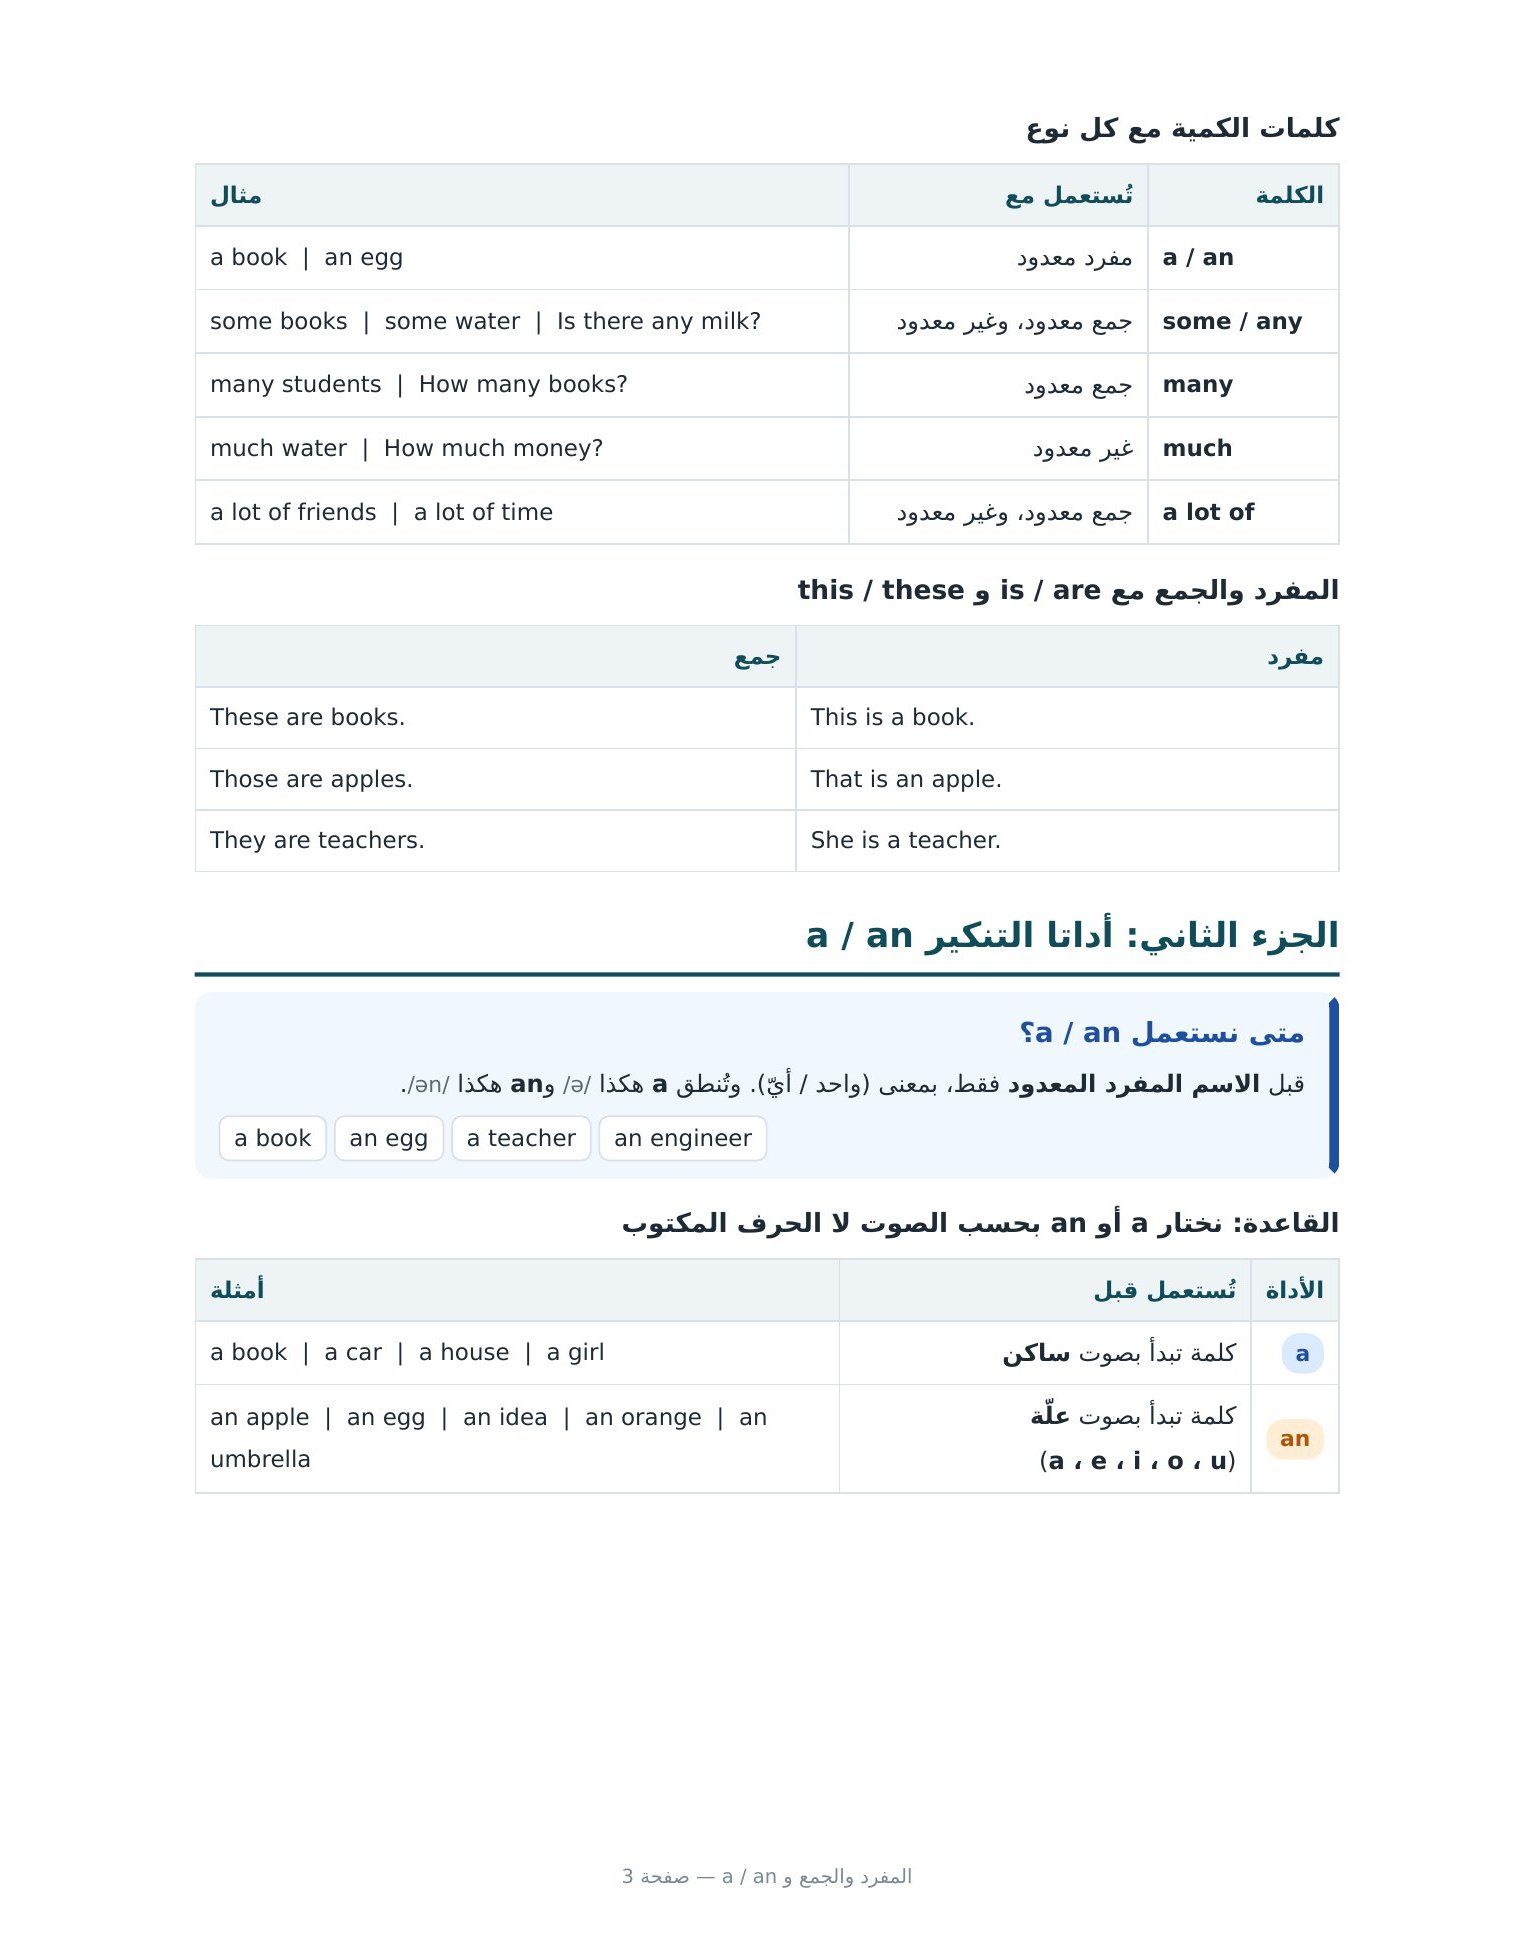 كلمات الكمية مع كل نوع
الكلمة تُستعمل مع مثال
a / an مفرد معدود a book | an egg
some / any جمع معدود، وغير معدود some books | some water | Is there any milk?
many جمع معدود many students | How many books?
much غير معدود much water | How much money?
a lot of جمع معدود، وغير معدود a lot of friends | a lot of time
المفرد والجمع مع is / are و this / these
مفرد جمع
This is a book. These are books.
That is an apple. Those are apples.
She is a teacher. They are teachers.
الجزء الثاني: أداتا التنكير a / an
متى نستعمل a / an؟
قبل الاسم المفرد المعدود فقط، بمعنى (واحد / أيّ). وتُنطق a هكذا /ə/ وan هكذا /ən/.
a book an egg a teacher an engineer
القاعدة: نختار a أو an بحسب الصوت لا الحرف المكتوب
الأداة تُستعمل قبل أمثلة
a كلمة تبدأ بصوت ساكن a book | a car | a house | a girl
an كلمة تبدأ بصوت علّة an apple | an egg | an idea | an orange | an
(a ، e ، i ، o ، u) umbrella
المفرد والجمع و a / an — صفحة 3